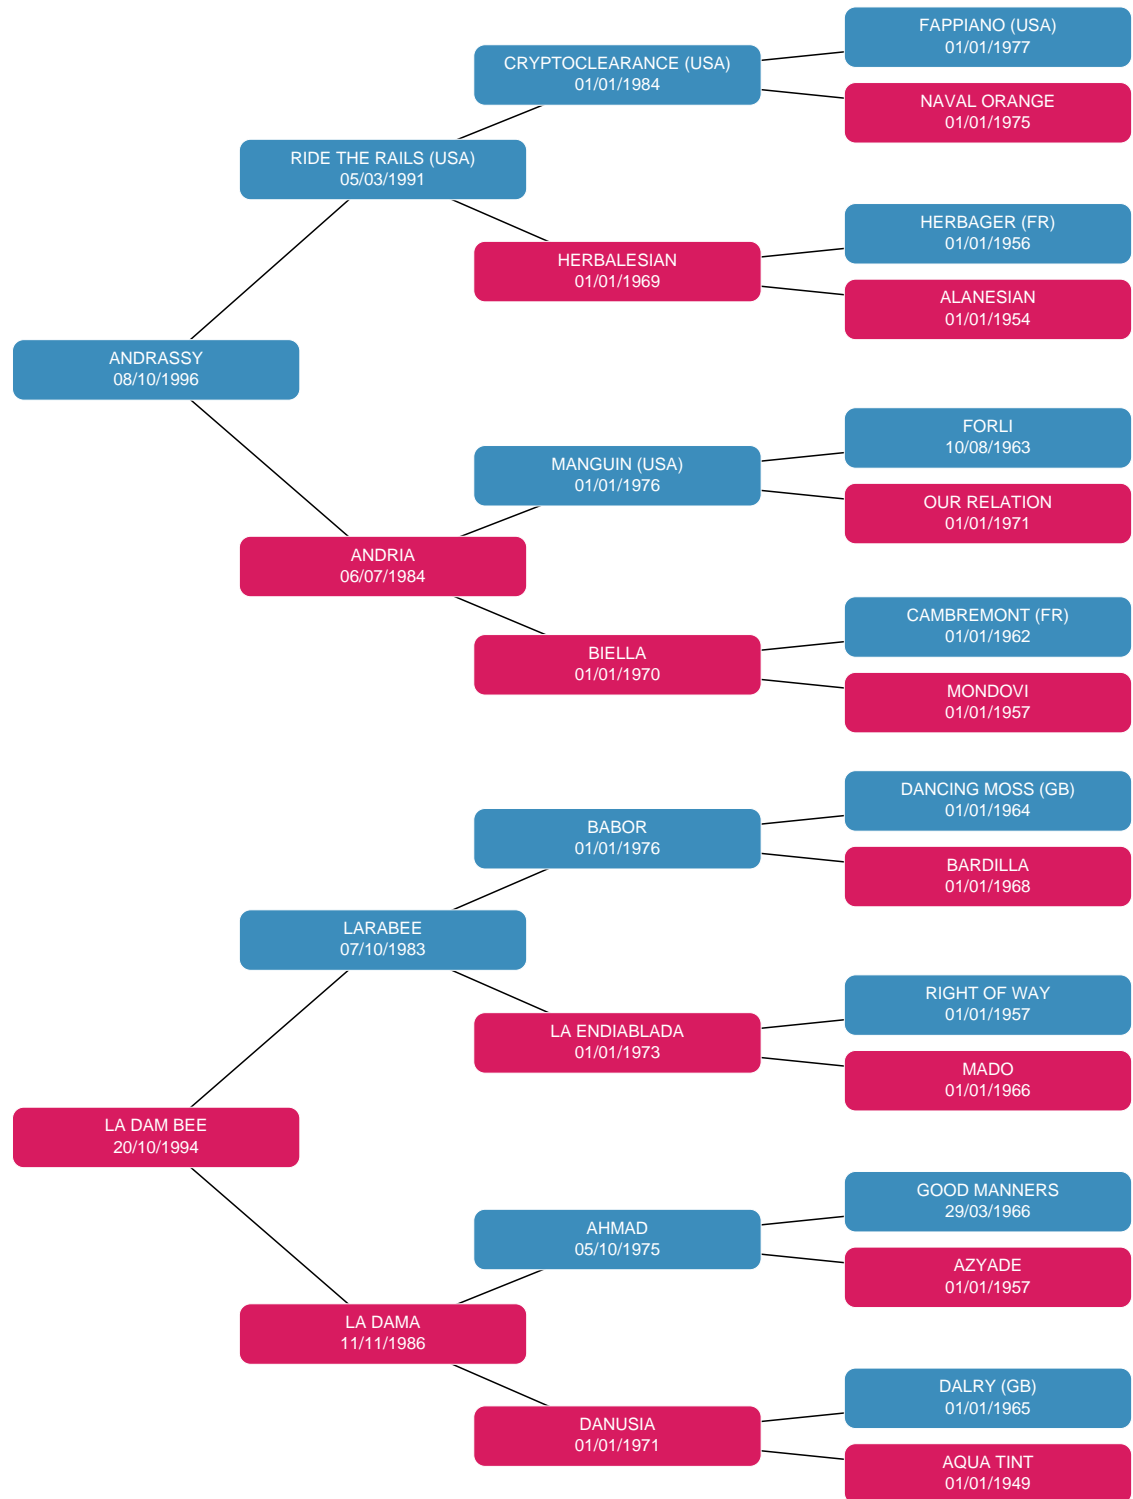 FAPPIANO (USA)
01/01/1977
CRYPTOCLEARANCE (USA)
01/01/1984
NAVAL ORANGE
01/01/1975
RIDE THE RAILS (USA)
05/03/1991
HERBAGER (FR)
01/01/1956
HERBALESIAN
01/01/1969
ALANESIAN
01/01/1954
ANDRASSY
08/10/1996
FORLI
10/08/1963
MANGUIN (USA)
01/01/1976
OUR RELATION
01/01/1971
ANDRIA
06/07/1984
CAMBREMONT (FR)
01/01/1962
BIELLA
01/01/1970
MONDOVI
01/01/1957
DANCING MOSS (GB)
01/01/1964
BABOR
01/01/1976
BARDILLA
01/01/1968
LARABEE
07/10/1983
RIGHT OF WAY
01/01/1957
LA ENDIABLADA
01/01/1973
MADO
01/01/1966
LA DAM BEE
20/10/1994
GOOD MANNERS
29/03/1966
AHMAD
05/10/1975
AZYADE
01/01/1957
LA DAMA
11/11/1986
DALRY (GB)
01/01/1965
DANUSIA
01/01/1971
AQUA TINT
01/01/1949